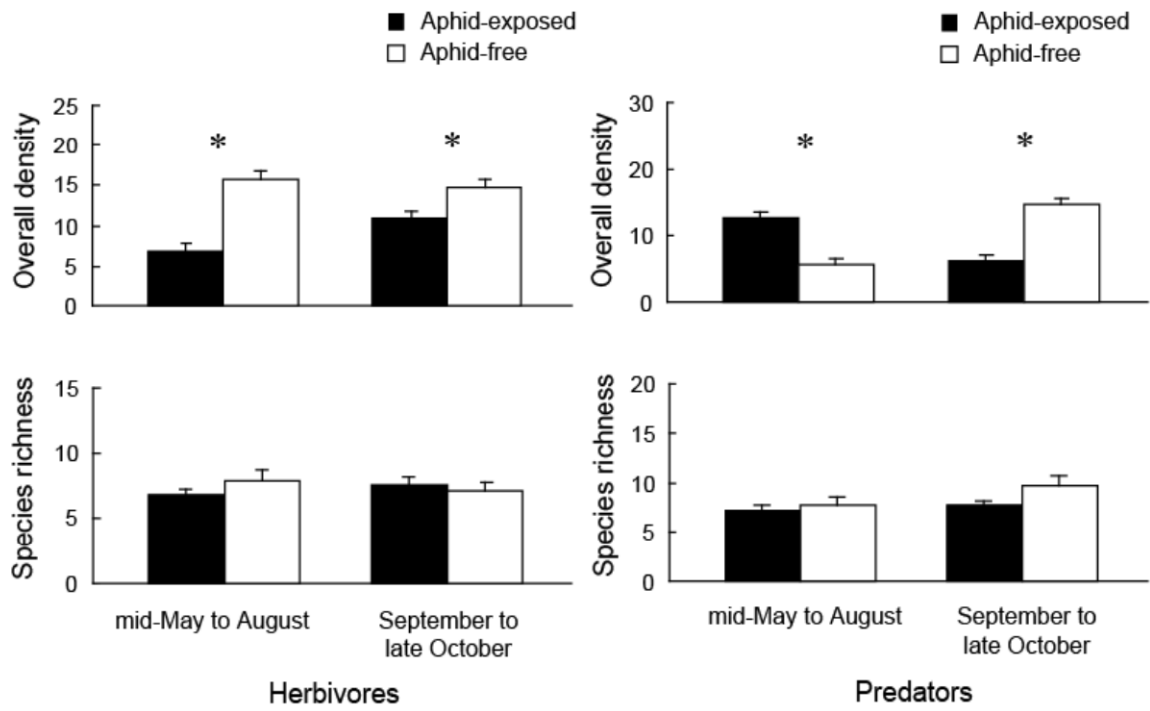 Aphid-exposed
Aphid-free
Overall density
25
20
15
10
5
0
*
*
Aphid-exposed
Aphid-free
Overall density
30
20
10
0
*
*
Species richness
15
10
5
0
mid-May to August
September to
late October
Herbivores
Species richness
20
15
10
5
0
mid-May to August
September to
late October
Predators